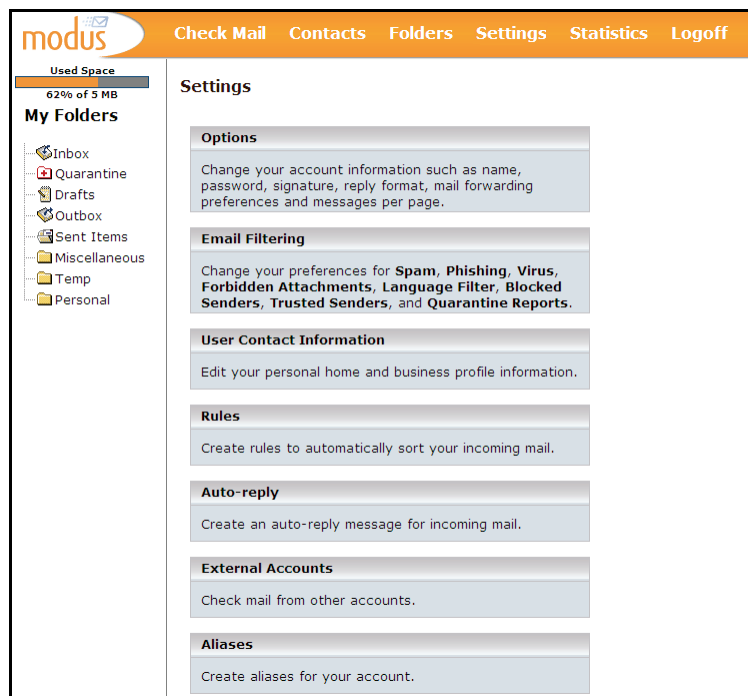 modus
Check Mail Contacts Folders Settings Statistics Logoff
Used Space
62% of 5 MB
My Folders
Inbox
Quarantine
Drafts
Outbox
Sent Items
Miscellaneous
Temp
Personal
Settings
Options
Change your account information such as name,
password, signature, reply format, mail forwarding
preferences and messages per page.
Email Filtering
Change your preferences for Spam, Phishing, Virus,
Forbidden Attachments, Language Filter, Blocked
Senders, Trusted Senders, and Quarantine Reports.
User Contact Information
Edit your personal home and business profile information.
Rules
Create rules to automatically sort your incoming mail.
Auto-reply
Create an auto-reply message for incoming mail.
External Accounts
Check mail from other accounts.
Aliases
Create aliases for your account.